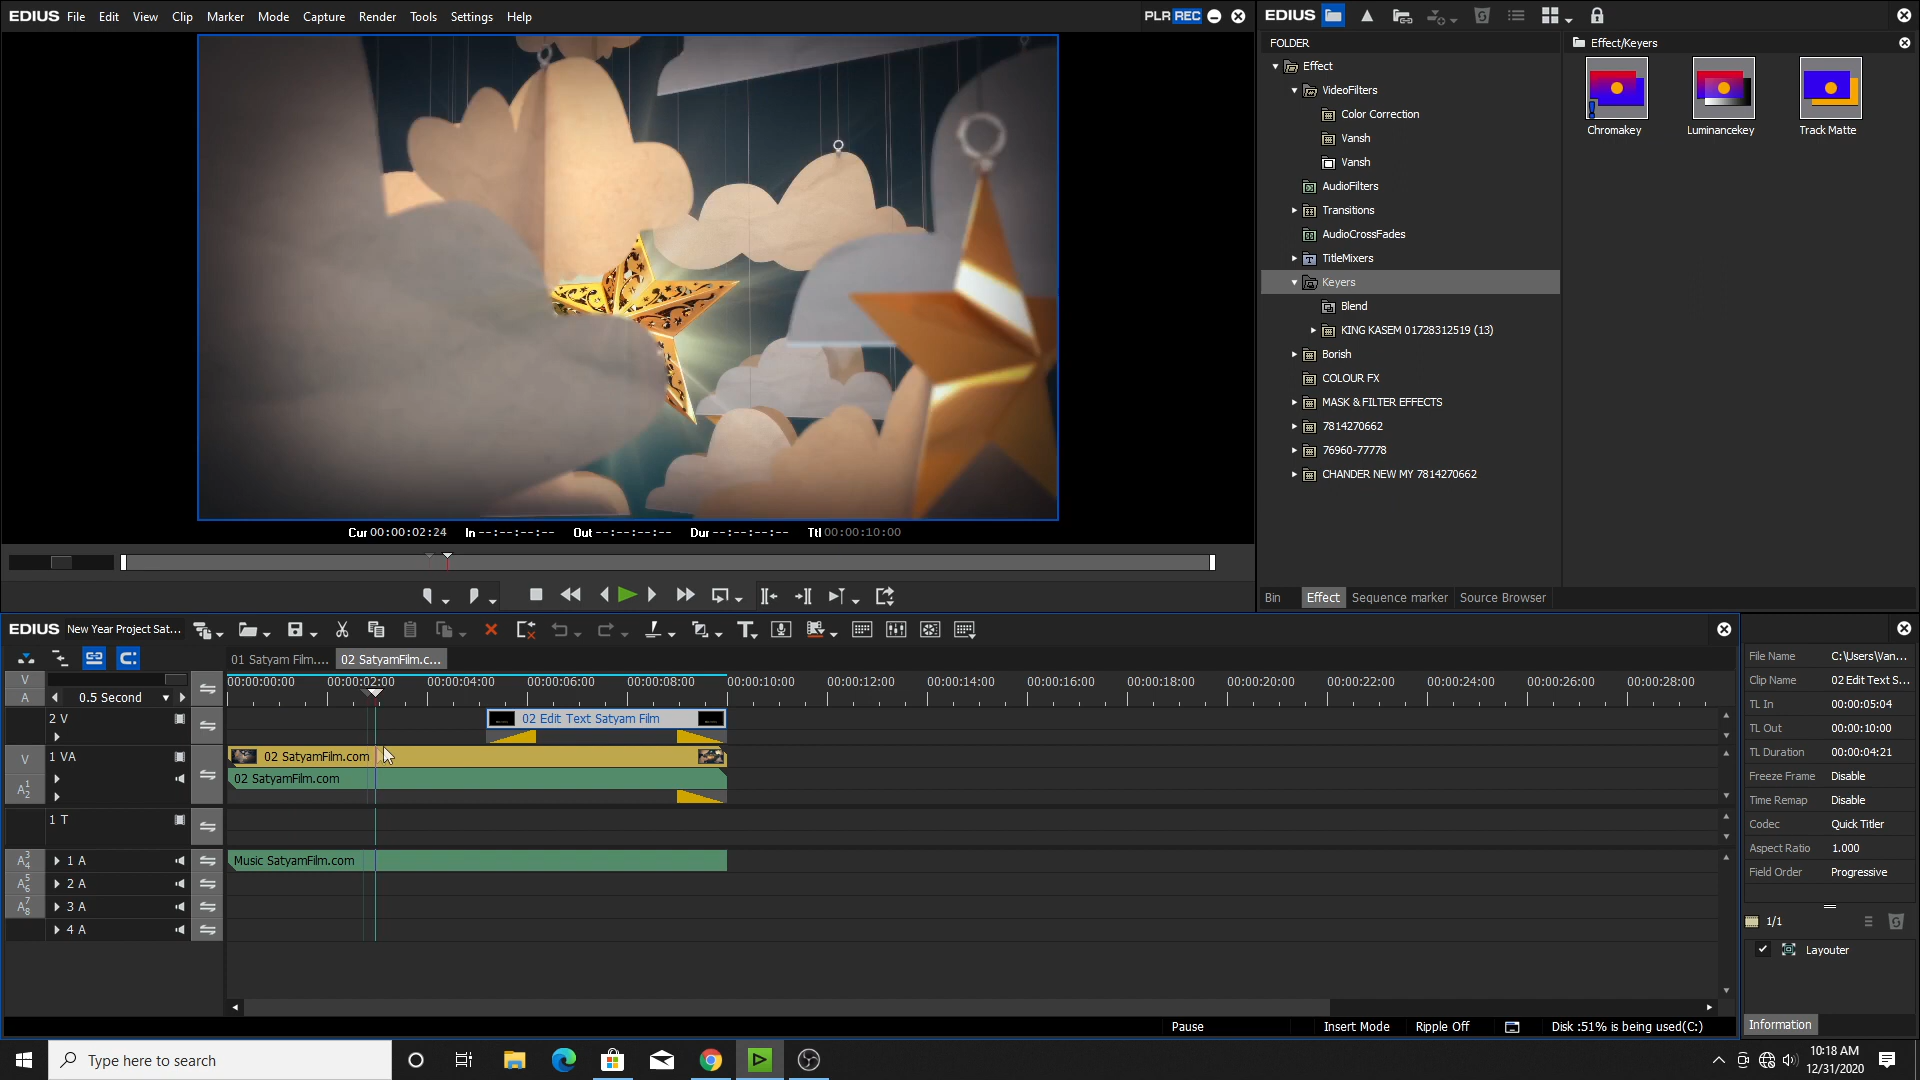 EDIUS File Edit View Clip Marker Mode Capture Render Tools Settings Help
PLR REC
Cur 00:00:02:24 In --:--:--:-- Out --:--:--:-- Dur --:--:--:-- Ttl 00:00:10:00
EDIUS
FOLDER
Effect
VideoFilters
Color Correction
Vansh
Vansh
AudioFilters
Transitions
AudioCrossFades
TitleMixers
Keyers
Blend
KING KASEM 01728312519 (13)
Borish
COLOUR FX
MASK & FILTER EFFECTS
7814270662
76960-77778
CHANDER NEW MY 7814270662
Effect/Keyers
Chromakey Luminancekey Track Matte
Bin Effect Sequence marker Source Browser
EDIUS New Year Project Sat...
01 Satyam Film.... 02 SatyamFilm.c...
V
A 0.5 Second
00:00:00:00 00:00:02:00 00:00:04:00 00:00:06:00 00:00:08:00 00:00:10:00 00:00:12:00 00:00:14:00 00:00:16:00 00:00:18:00 00:00:20:00 00:00:22:00 00:00:24:00 00:00:26:00 00:00:28:00
2 V 02 Edit Text Satyam Film
V 1 VA 02 SatyamFilm.com
A12 02 SatyamFilm.com
1 T
A34 1 A Music SatyamFilm.com
A56 2 A
A78 3 A
4 A
Pause Insert Mode Ripple Off Disk :51% is being used(C:)
File Name C:\Users\Van...
Clip Name 02 Edit Text S...
TL In 00:00:05:04
TL Out 00:00:10:00
TL Duration 00:00:04:21
Freeze Frame Disable
Time Remap Disable
Codec Quick Titler
Aspect Ratio 1.000
Field Order Progressive
1/1
Layouter
Information
Type here to search
10:18 AM
12/31/2020